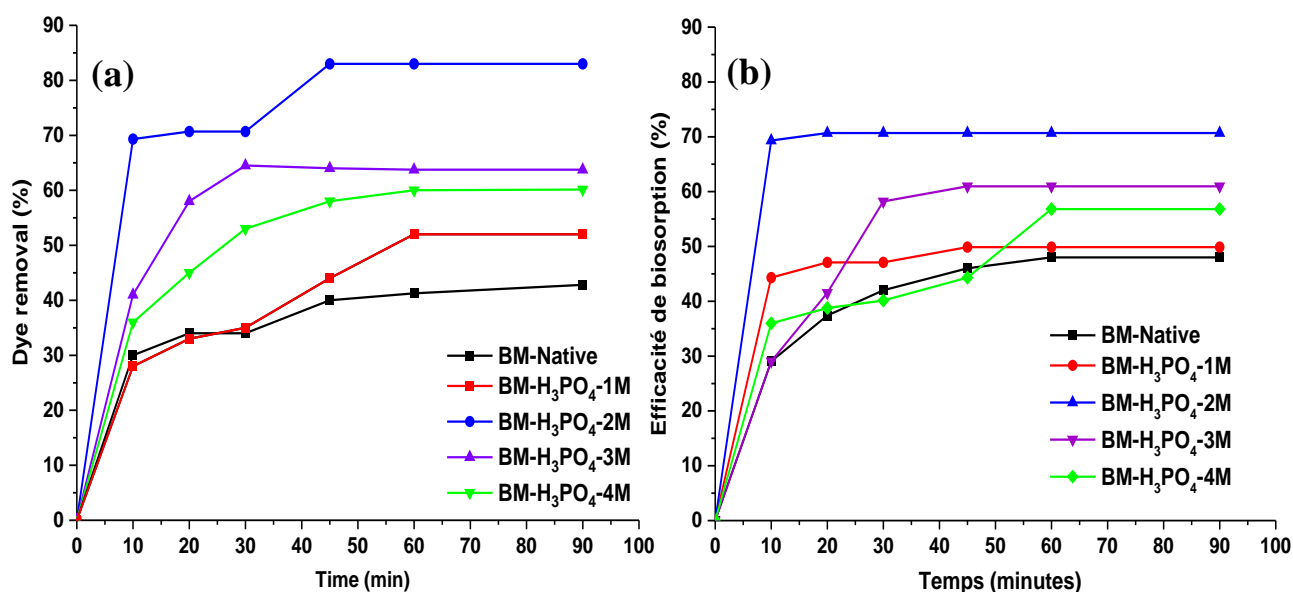 (a)
Dye removal (%)
90
80
70
60
50
40
30
20
10
0
0 10 20 30 40 50 60 70 80 90 100
Time (min)
BM-Native
BM-H₃PO₄-1M
BM-H₃PO₄-2M
BM-H₃PO₄-3M
BM-H₃PO₄-4M
(b)
Efficacité de biosorption (%)
90
80
70
60
50
40
30
20
10
0
0 10 20 30 40 50 60 70 80 90 100
Temps (minutes)
BM-Native
BM-H₃PO₄-1M
BM-H₃PO₄-2M
BM-H₃PO₄-3M
BM-H₃PO₄-4M